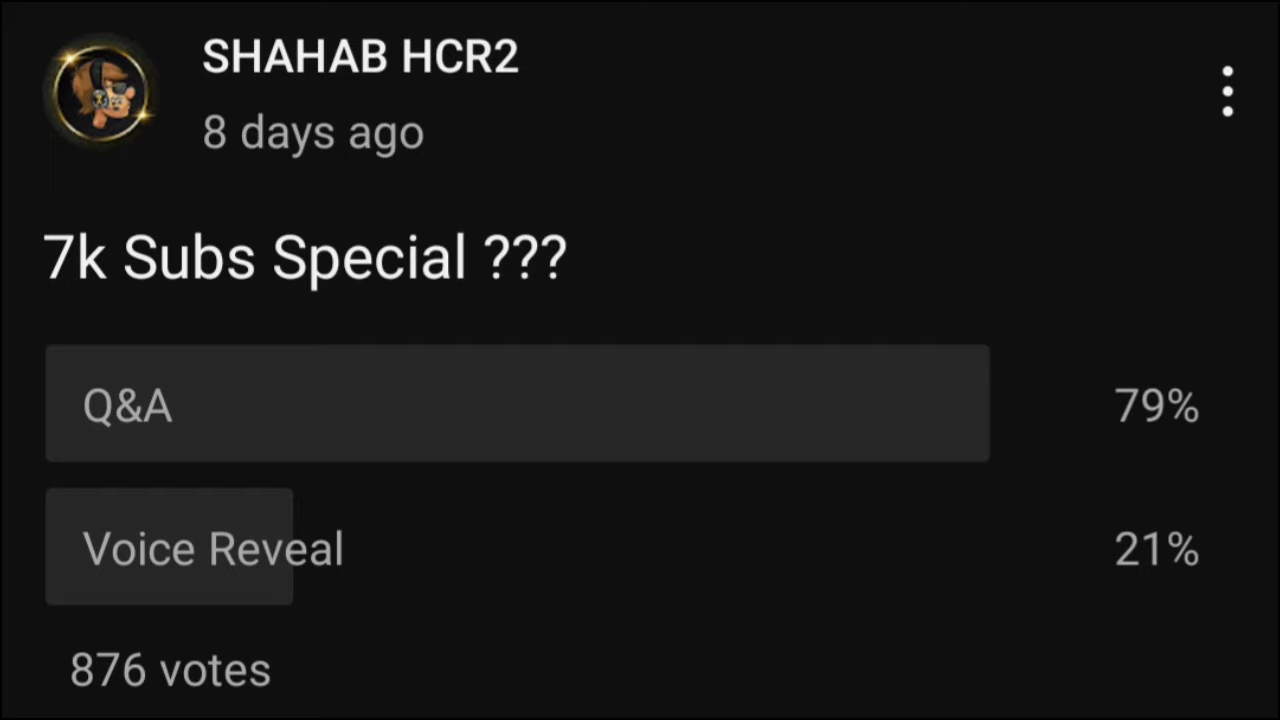 SHAHAB HCR2
8 days ago
7k Subs Special ???
Q&A 79%
Voice Reveal 21%
876 votes